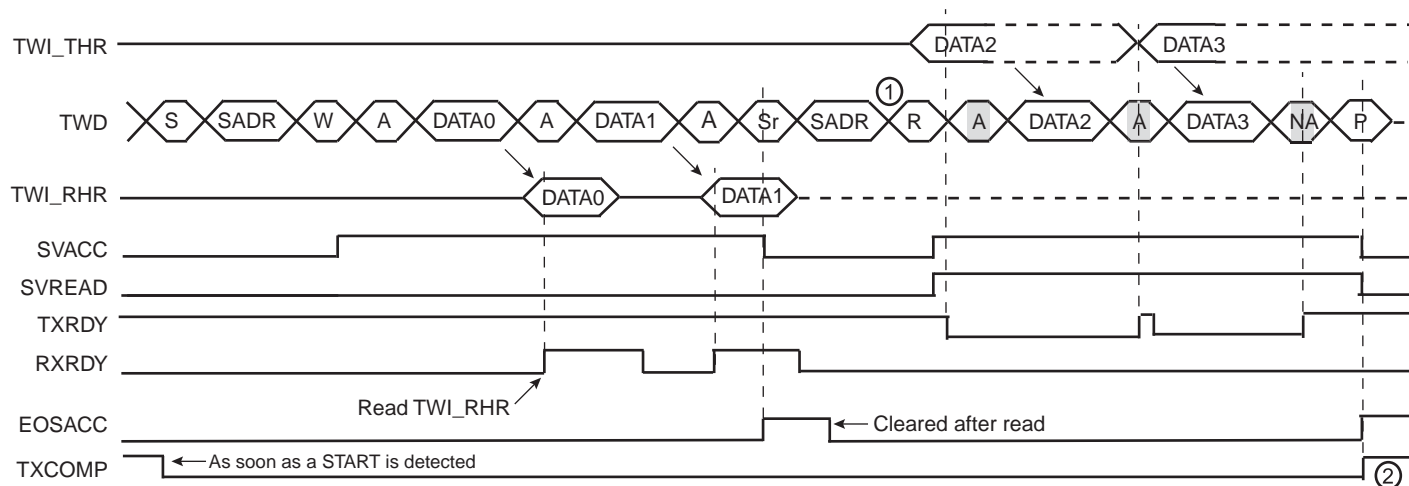 TWI_THR DATA2 DATA3
①
TWD S SADR W A DATA0 A DATA1 A Sr SADR R A DATA2 A DATA3 NA P
TWI_RHR DATA0 DATA1
SVACC
SVREAD
TXRDY
RXRDY
Read TWI_RHR
EOSACC Cleared after read
TXCOMP As soon as a START is detected ②